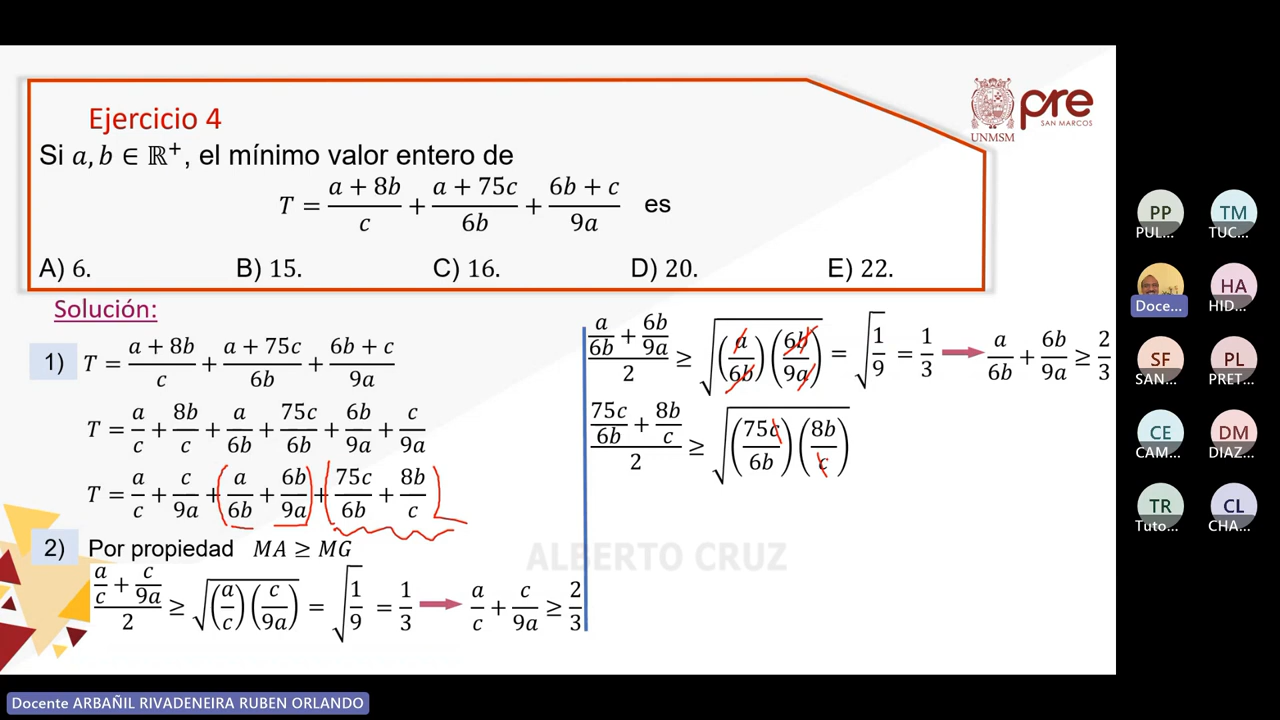 Ejercicio 4
Si a, b ∈ ℝ⁺, el mínimo valor entero de
T = (a + 8b)/c + (a + 75c)/(6b) + (6b + c)/(9a) es
A) 6. B) 15. C) 16. D) 20. E) 22.
UNMSM
pre
SAN MARCOS
Solución:
1) T = (a + 8b)/c + (a + 75c)/(6b) + (6b + c)/(9a)
T = a/c + 8b/c + a/(6b) + 75c/(6b) + 6b/(9a) + c/(9a)
T = a/c + c/(9a) + (a/(6b) + 6b/(9a)) + (75c/(6b) + 8b/c)
2) Por propiedad MA ≥ MG
(a/c + c/(9a))/2 ≥ √((a/c)(c/(9a))) = √(1/9) = 1/3 ➡ a/c + c/(9a) ≥ 2/3
(a/(6b) + 6b/(9a))/2 ≥ √((a/(6b))(6b/(9a))) = √(1/9) = 1/3 ➡ a/(6b) + 6b/(9a) ≥ 2/3
(75c/(6b) + 8b/c)/2 ≥ √((75c/(6b))(8b/c))
ALBERTO CRUZ
PP
PUL...
TM
TUC...
Doce...
HA
HID...
SF
SAN...
PL
PRET...
CE
CAM...
DM
DIAZ...
TR
Tuto...
CL
CHA...
Docente ARBAÑIL RIVADENEIRA RUBEN ORLANDO